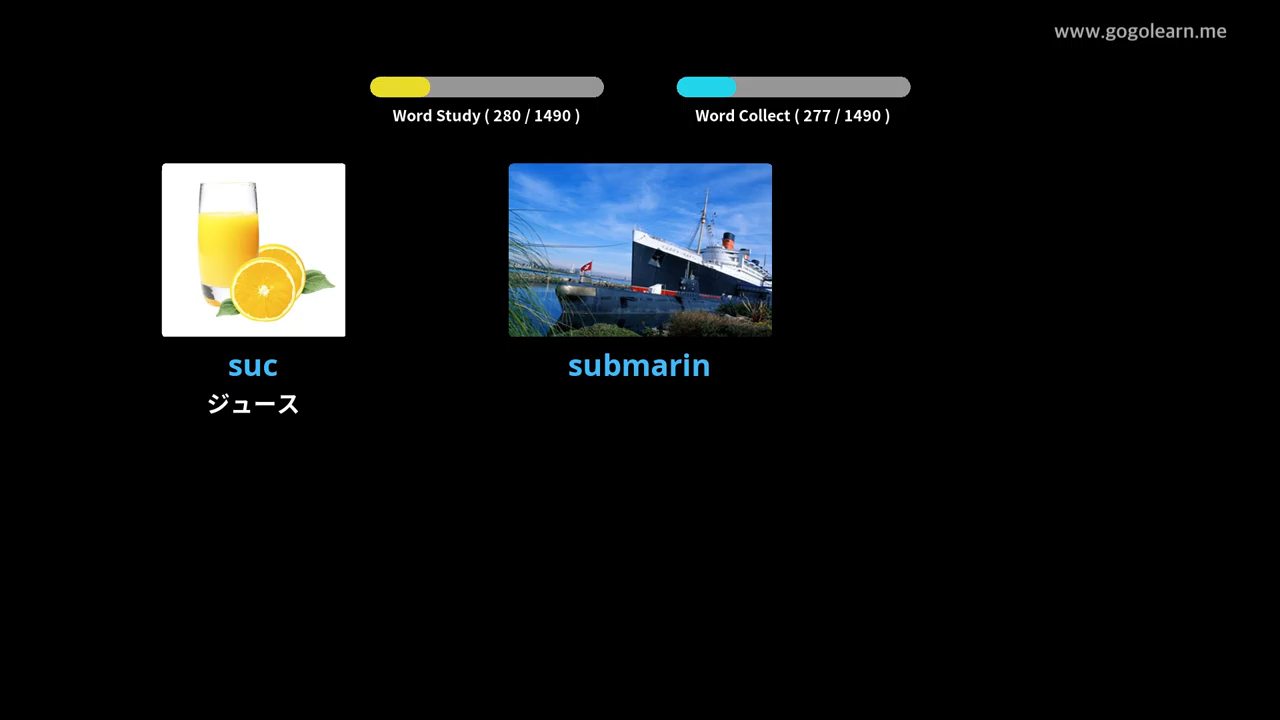 www.gogolearn.me
Word Study ( 280 / 1490 )
Word Collect ( 277 / 1490 )
suc
submarin
ジュース